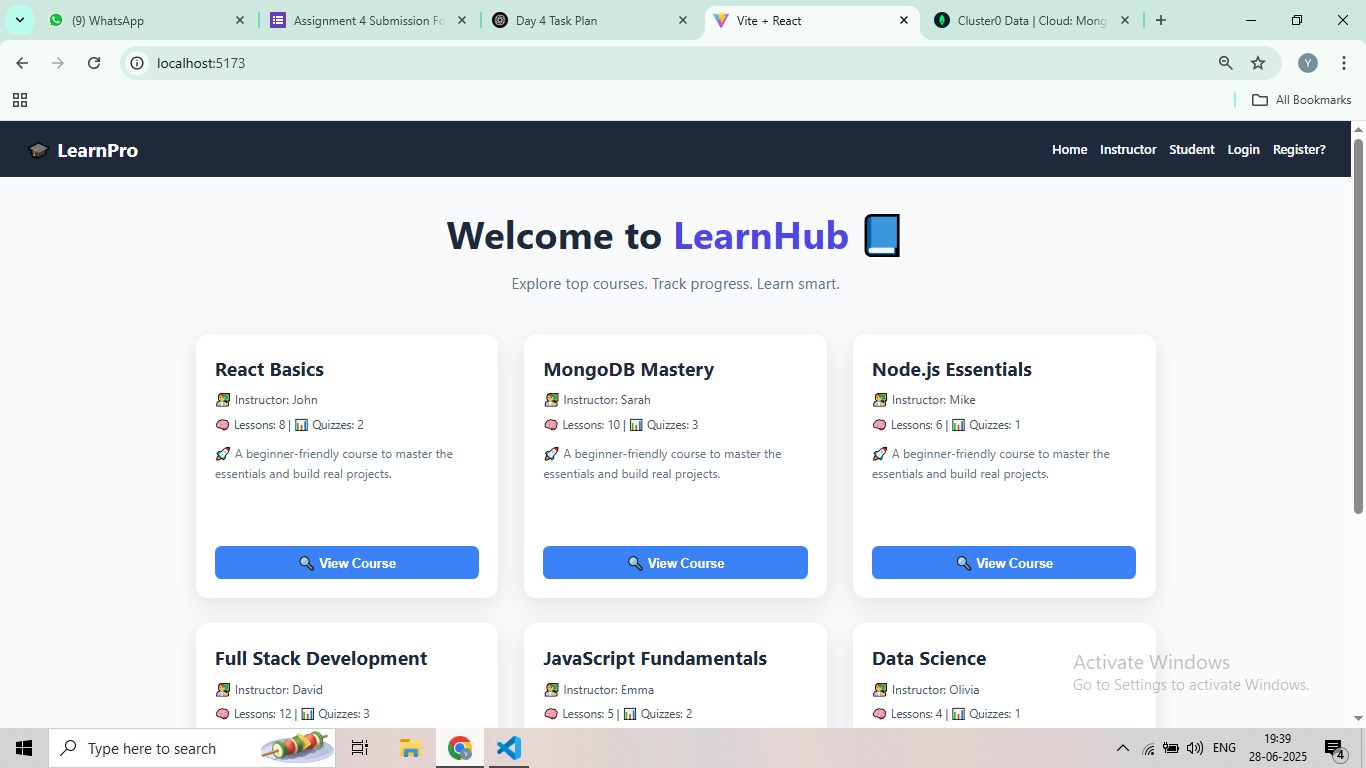 (9) WhatsApp
Assignment 4 Submission Fo
Day 4 Task Plan
Vite + React
Cluster0 Data | Cloud: Mong
localhost:5173
Y
All Bookmarks
LearnPro
Home Instructor Student Login Register?
Welcome to LearnHub
Explore top courses. Track progress. Learn smart.
React Basics
Instructor: John
Lessons: 8 | Quizzes: 2
A beginner-friendly course to master the
essentials and build real projects.
View Course
MongoDB Mastery
Instructor: Sarah
Lessons: 10 | Quizzes: 3
A beginner-friendly course to master the
essentials and build real projects.
View Course
Node.js Essentials
Instructor: Mike
Lessons: 6 | Quizzes: 1
A beginner-friendly course to master the
essentials and build real projects.
View Course
Full Stack Development
Instructor: David
Lessons: 12 | Quizzes: 3
JavaScript Fundamentals
Instructor: Emma
Lessons: 5 | Quizzes: 2
Data Science
Instructor: Olivia
Lessons: 4 | Quizzes: 1
Activate Windows
Go to Settings to activate Windows.
Type here to search
ENG
19:39
28-06-2025
4